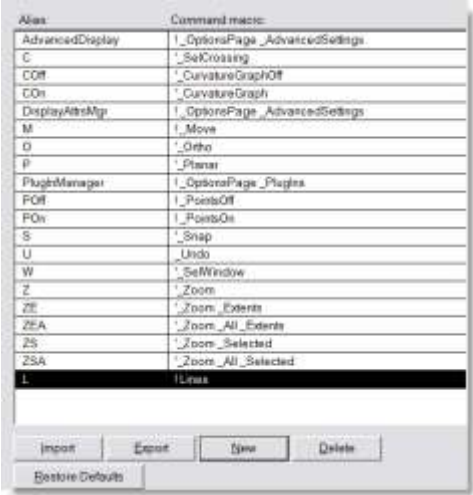 Alias: Command macro:
AdvancedDisplay !_OptionsPage _AdvancedSettings
C '_SelCrossing
COff '_CurvatureGraphOff
COn '_CurvatureGraph
DisplayAttrsMgr !_OptionsPage _AdvancedSettings
M !_Move
O '_Ortho
P '_Planar
PlugInManager !_OptionsPage _PlugIns
POff !_PointsOff
POn !_PointsOn
S '_Snap
U _Undo
W '_SelWindow
Z '_Zoom
ZE '_Zoom _Extents
ZEA '_Zoom _All _Extents
ZS '_Zoom _Selected
ZSA '_Zoom _All _Selected
L !Lines
Import Export New Delete
Restore Defaults